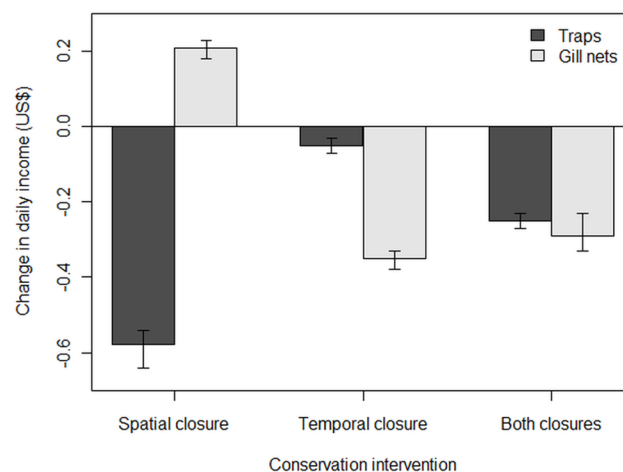 Traps
Gill nets
Change in daily income (US$)
0.2
0.0
-0.2
-0.4
-0.6
Spatial closure
Temporal closure
Both closures
Conservation intervention